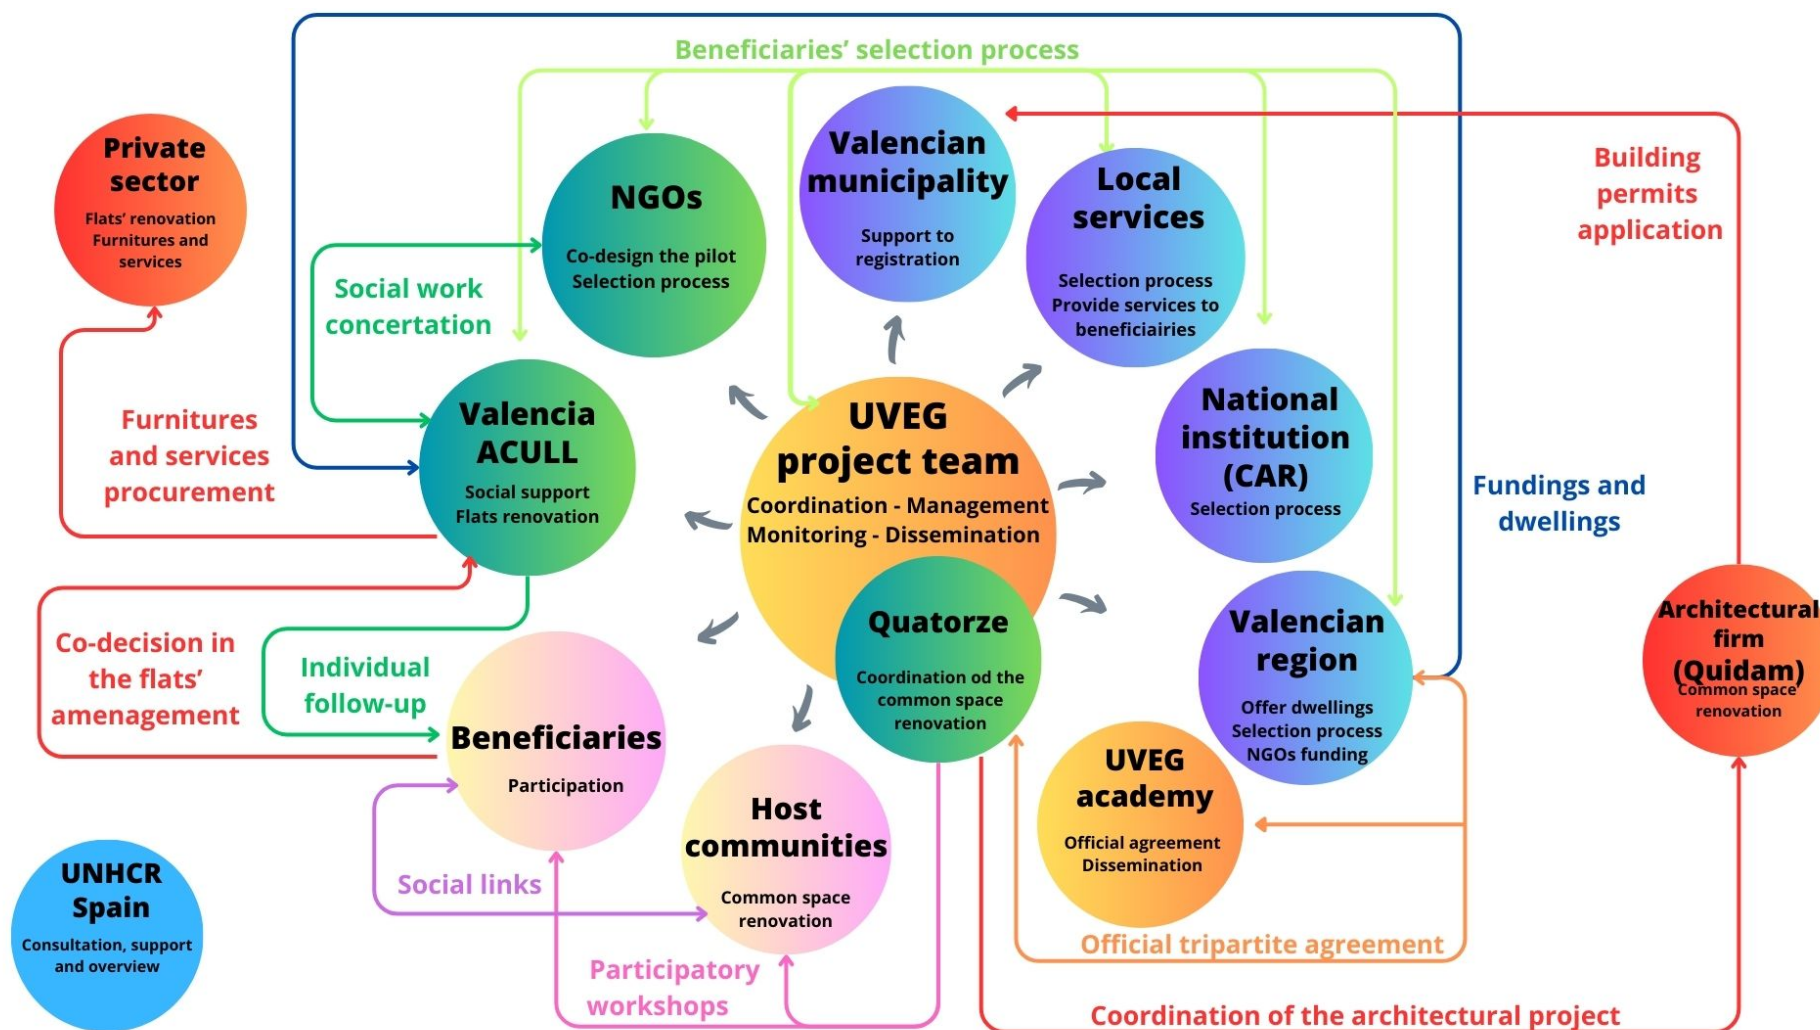 Beneficiaries’ selection process
Private
sector
Flats’ renovation
Furnitures and
services
NGOs
Co-design the pilot
Selection process
Valencian
municipality
Support to
registration
Local
services
Selection process
Provide services to
beneficiairies
Building
permits
application
Social work
concertation
Furnitures
and services
procurement
Valencia
ACULL
Social support
Flats renovation
UVEG
project team
Coordination - Management
Monitoring - Dissemination
National
institution
(CAR)
Selection process
Fundings and
dwellings
Quatorze
Coordination od the
common space
renovation
Valencian
region
Offer dwellings
Selection process
NGOs funding
Architectural
firm
(Quidam)
Common space
renovation
Co-decision in
the flats’
amenagement
Individual
follow-up
Beneficiaries
Participation
Host
communities
Common space
renovation
UVEG
academy
Official agreement
Dissemination
UNHCR
Spain
Consultation, support
and overview
Social links
Participatory
workshops
Official tripartite agreement
Coordination of the architectural project